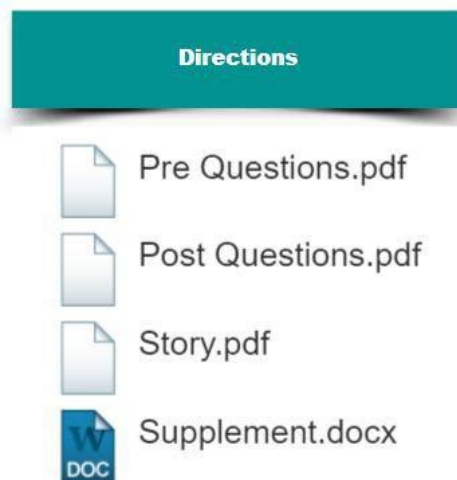 Directions
Pre Questions.pdf
Post Questions.pdf
Story.pdf
W
DOC
Supplement.docx